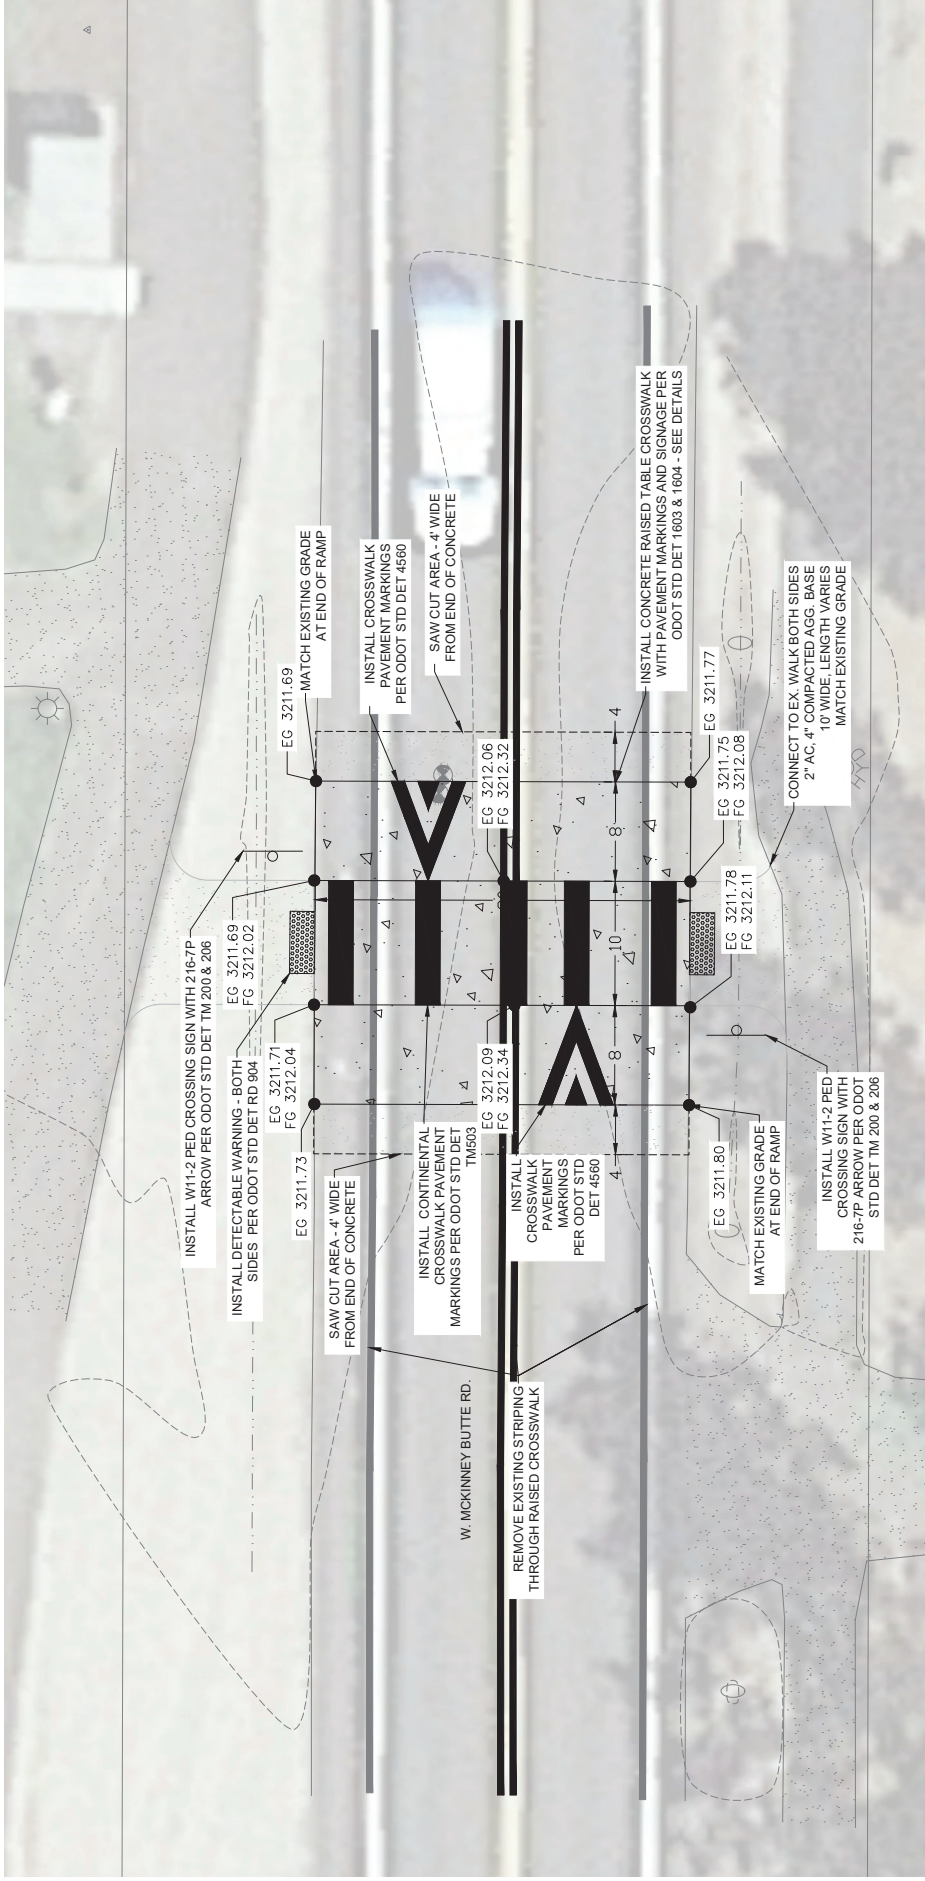 INSTALL W11-2 PED CROSSING SIGN WITH 216-7P
ARROW PER ODOT STD DET TM 200 & 206
INSTALL DETECTABLE WARNING - BOTH
SIDES PER ODOT STD DET RD 904
EG 3211.69
FG 3212.02
EG 3211.71
FG 3212.04
EG 3211.73
EG 3211.69
MATCH EXISTING GRADE
AT END OF RAMP
SAW CUT AREA - 4' WIDE
FROM END OF CONCRETE
INSTALL CROSSWALK
PAVEMENT MARKINGS
PER ODOT STD DET 4560
SAW CUT AREA - 4' WIDE
FROM END OF CONCRETE
INSTALL CONTINENTAL
CROSSWALK PAVEMENT
MARKINGS PER ODOT STD DET
TM503
W. MCKINNEY BUTTE RD.
EG 3212.09
FG 3212.34
EG 3212.06
FG 3212.32
REMOVE EXISTING STRIPING
THROUGH RAISED CROSSWALK
INSTALL
CROSSWALK
PAVEMENT
MARKINGS
PER ODOT STD
DET 4560
4
8
10
8
4
INSTALL CONCRETE RAISED TABLE CROSSWALK
WITH PAVEMENT MARKINGS AND SIGNAGE PER
ODOT STD DET 1603 & 1604 - SEE DETAILS
EG 3211.77
EG 3211.75
FG 3212.08
EG 3211.78
FG 3212.11
EG 3211.80
MATCH EXISTING GRADE
AT END OF RAMP
CONNECT TO EX. WALK BOTH SIDES
2" AC, 4" COMPACTED AGG. BASE
10' WIDE, LENGTH VARIES
MATCH EXISTING GRADE
INSTALL W11-2 PED
CROSSING SIGN WITH
216-7P ARROW PER ODOT
STD DET TM 200 & 206